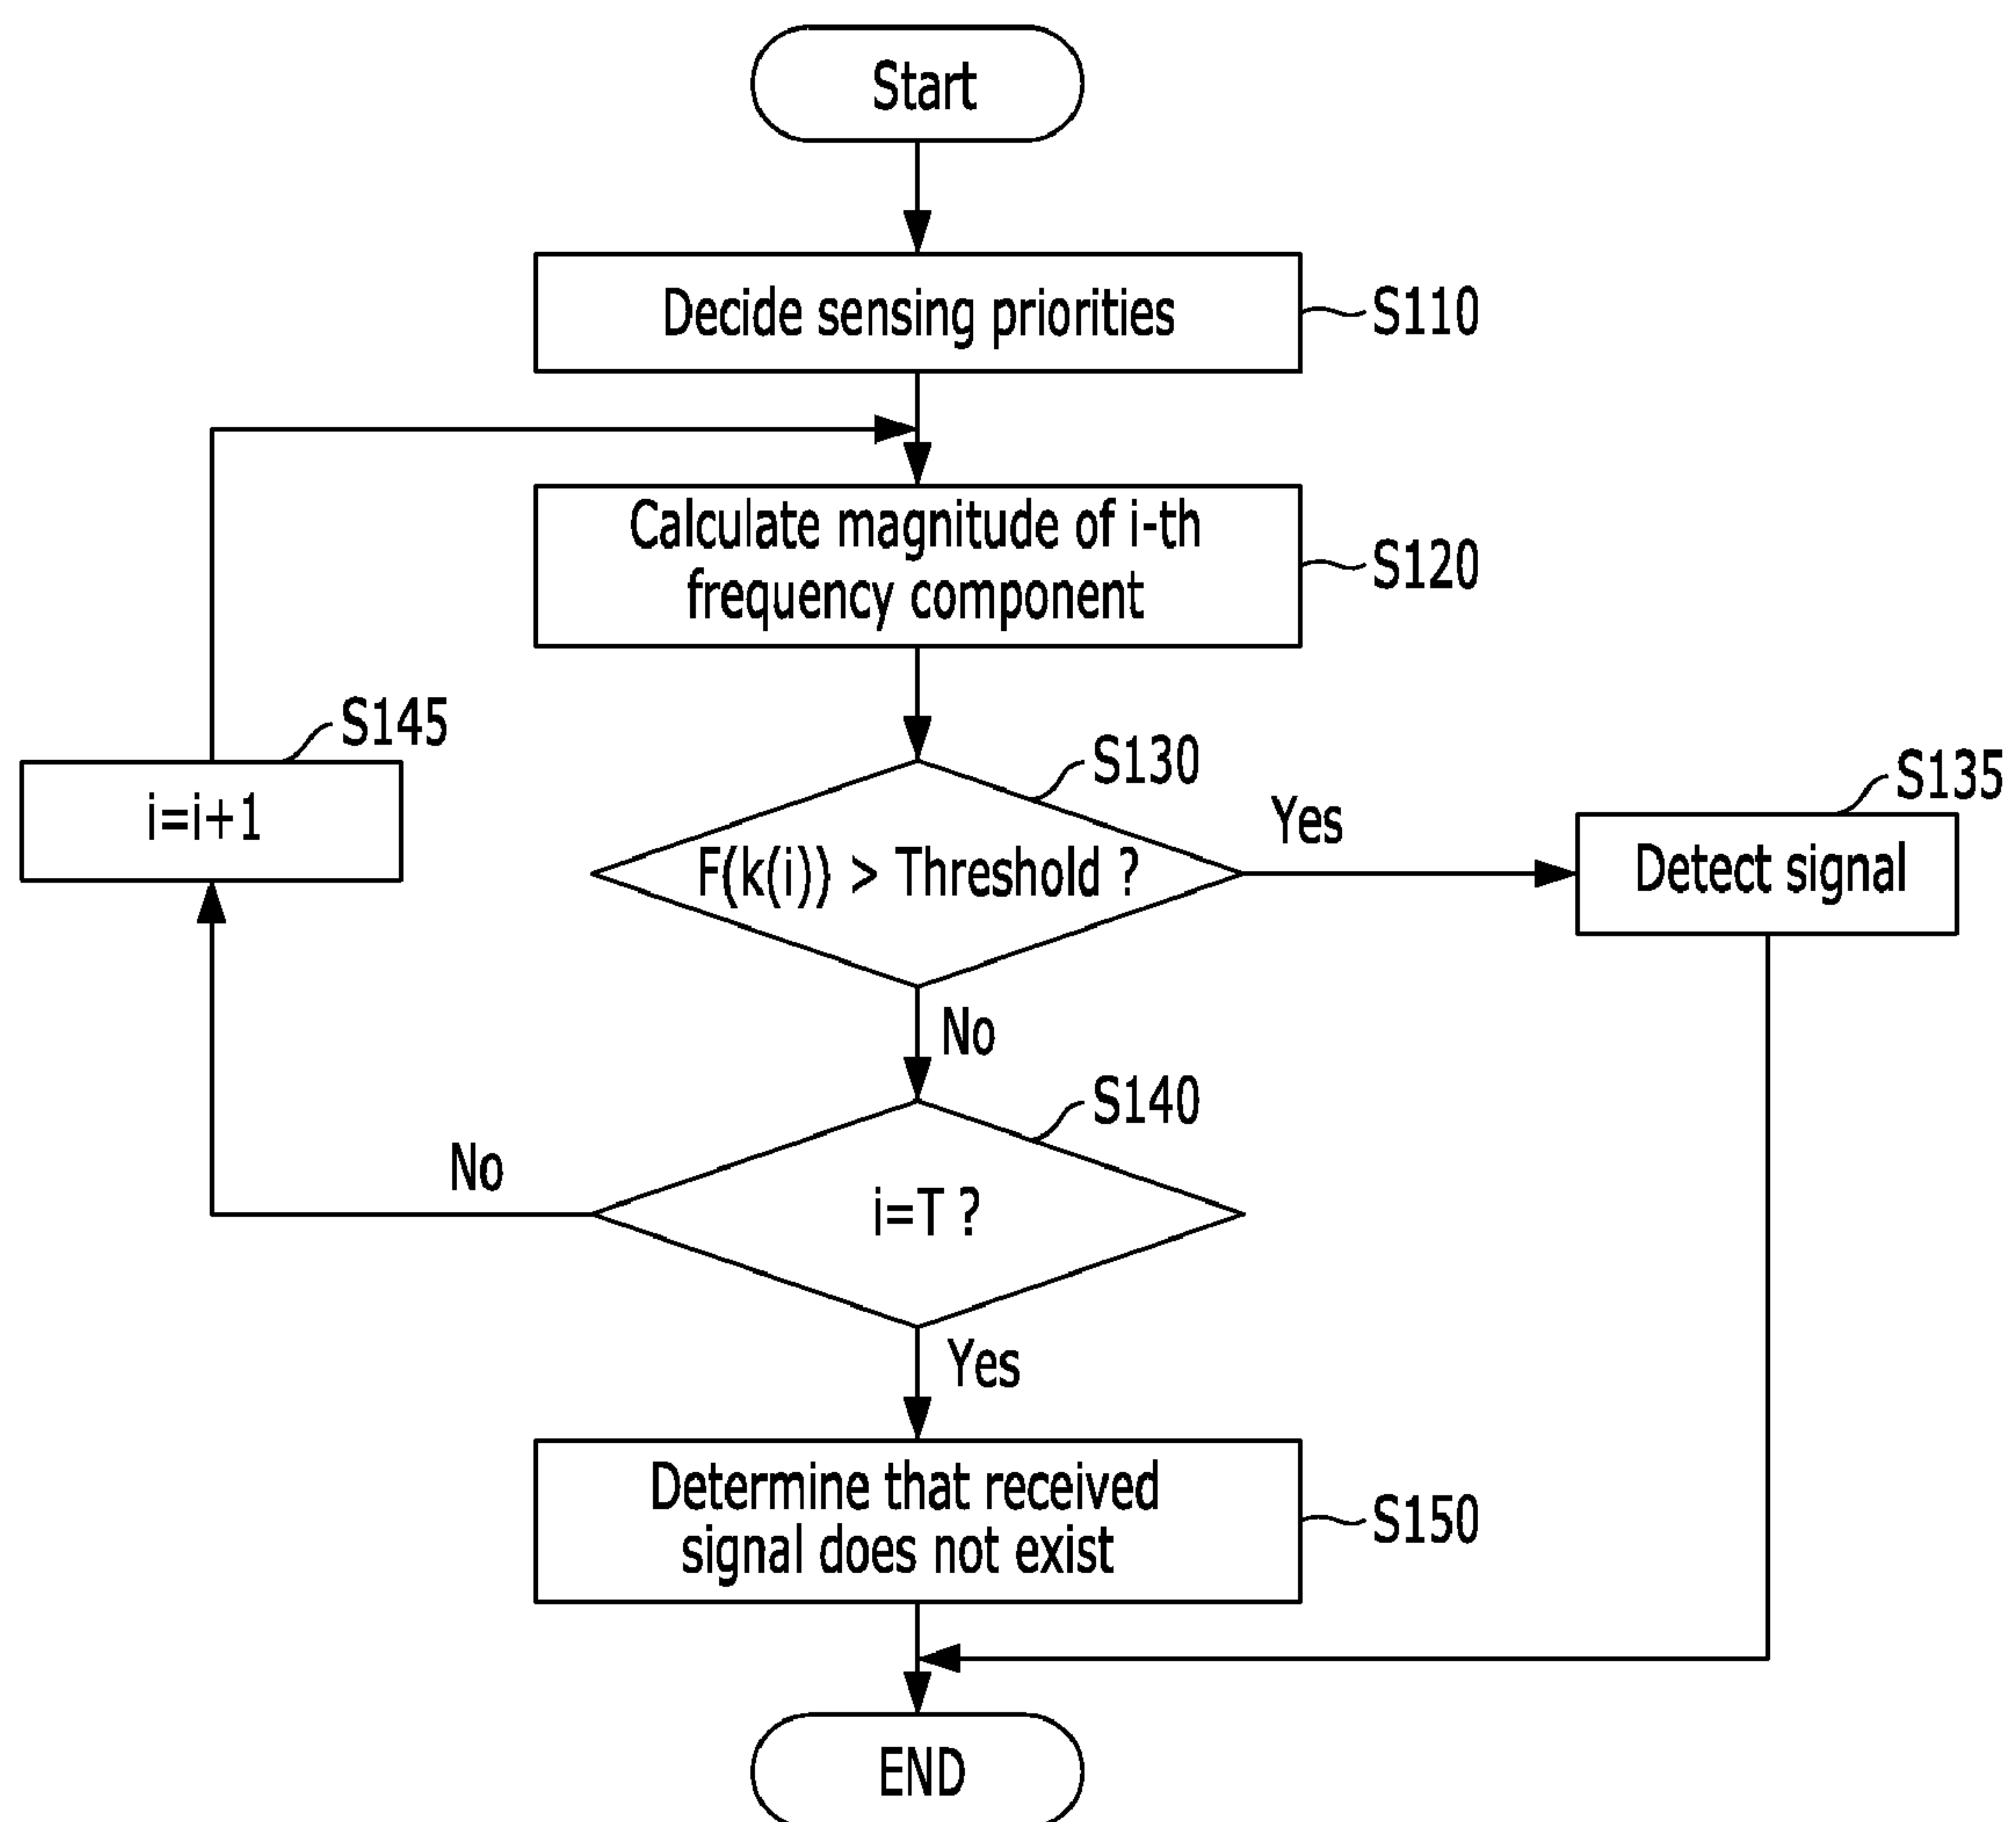 Start
Decide sensing priorities
S110
Calculate magnitude of i-th
frequency component
S120
S145
i=i+1
S130
F(k(i)) > Threshold ?
Yes
S135
Detect signal
No
S140
i=T ?
No
Yes
Determine that received
signal does not exist
S150
END